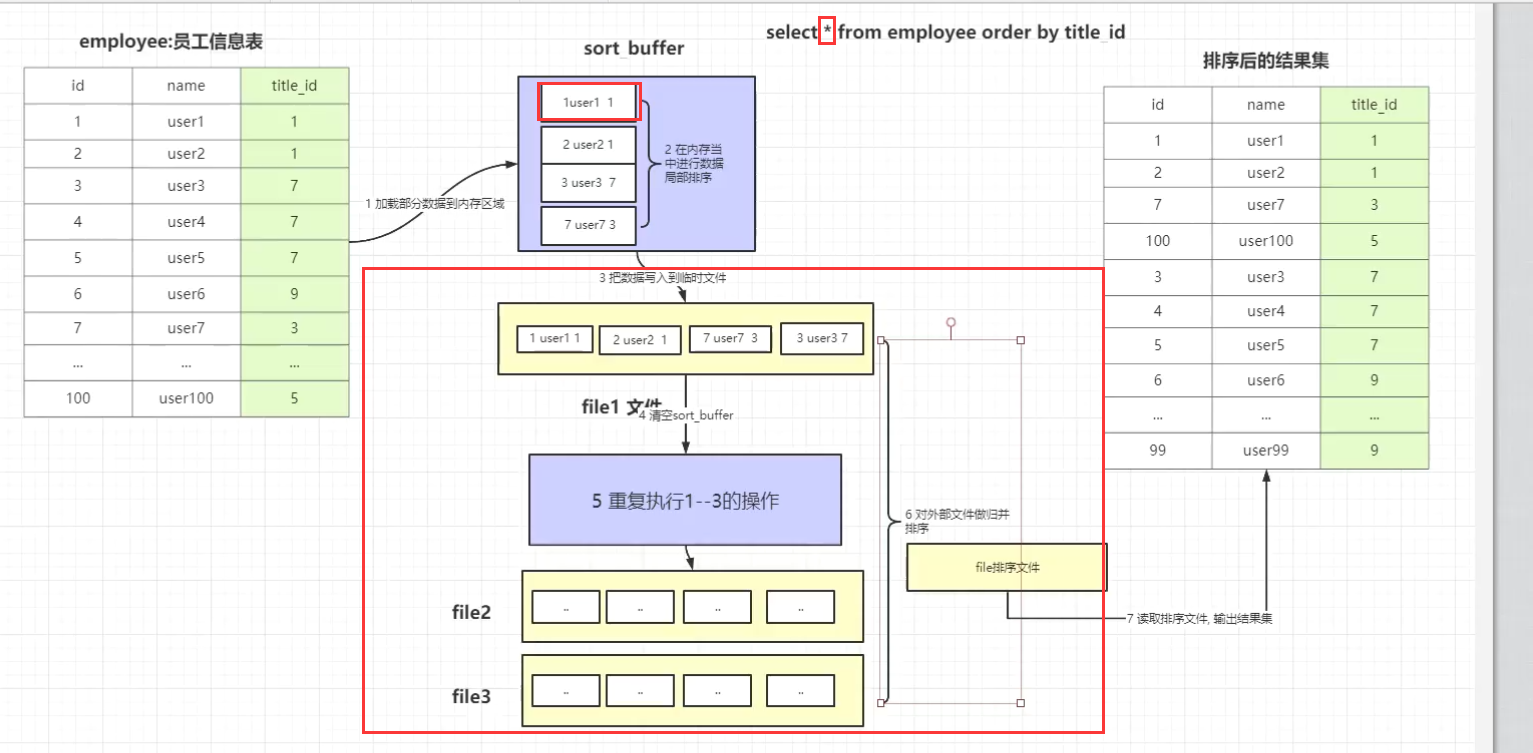 select * from employee order by title_id
employee:员工信息表
id name title_id
1 user1 1
2 user2 1
3 user3 7
4 user4 7
5 user5 7
6 user6 9
7 user7 3
... ... ...
100 user100 5
1 加载部分数据到内存区域
sort_buffer
1user1 1
2 user2 1
3 user3 7
7 user7 3
2 在内存当
中进行数据
局部排序
3 把数据写入到临时文件
1 user1 1
2 user2 1
7 user7 3
3 user3 7
file1 文件
4 清空sort_buffer
5 重复执行1--3的操作
file2
.. .. .. ..
file3
.. .. .. ..
6 对外部文件做归并
排序
file排序文件
7 读取排序文件, 输出结果集
排序后的结果集
id name title_id
1 user1 1
2 user2 1
7 user7 3
100 user100 5
3 user3 7
4 user4 7
5 user5 7
6 user6 9
... ... ...
99 user99 9